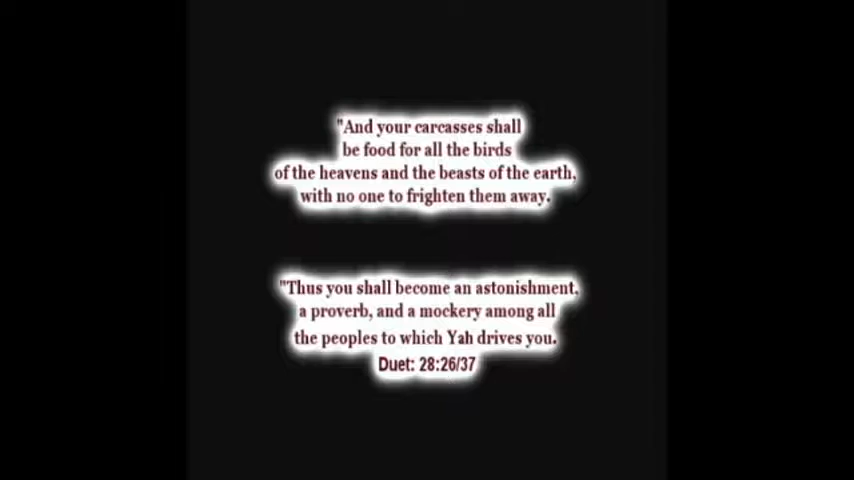 "And your carcasses shall
be food for all the birds
of the heavens and the beasts of the earth,
with no one to frighten them away.
"Thus you shall become an astonishment,
a proverb, and a mockery among all
the peoples to which Yah drives you.
Duet: 28:26/37